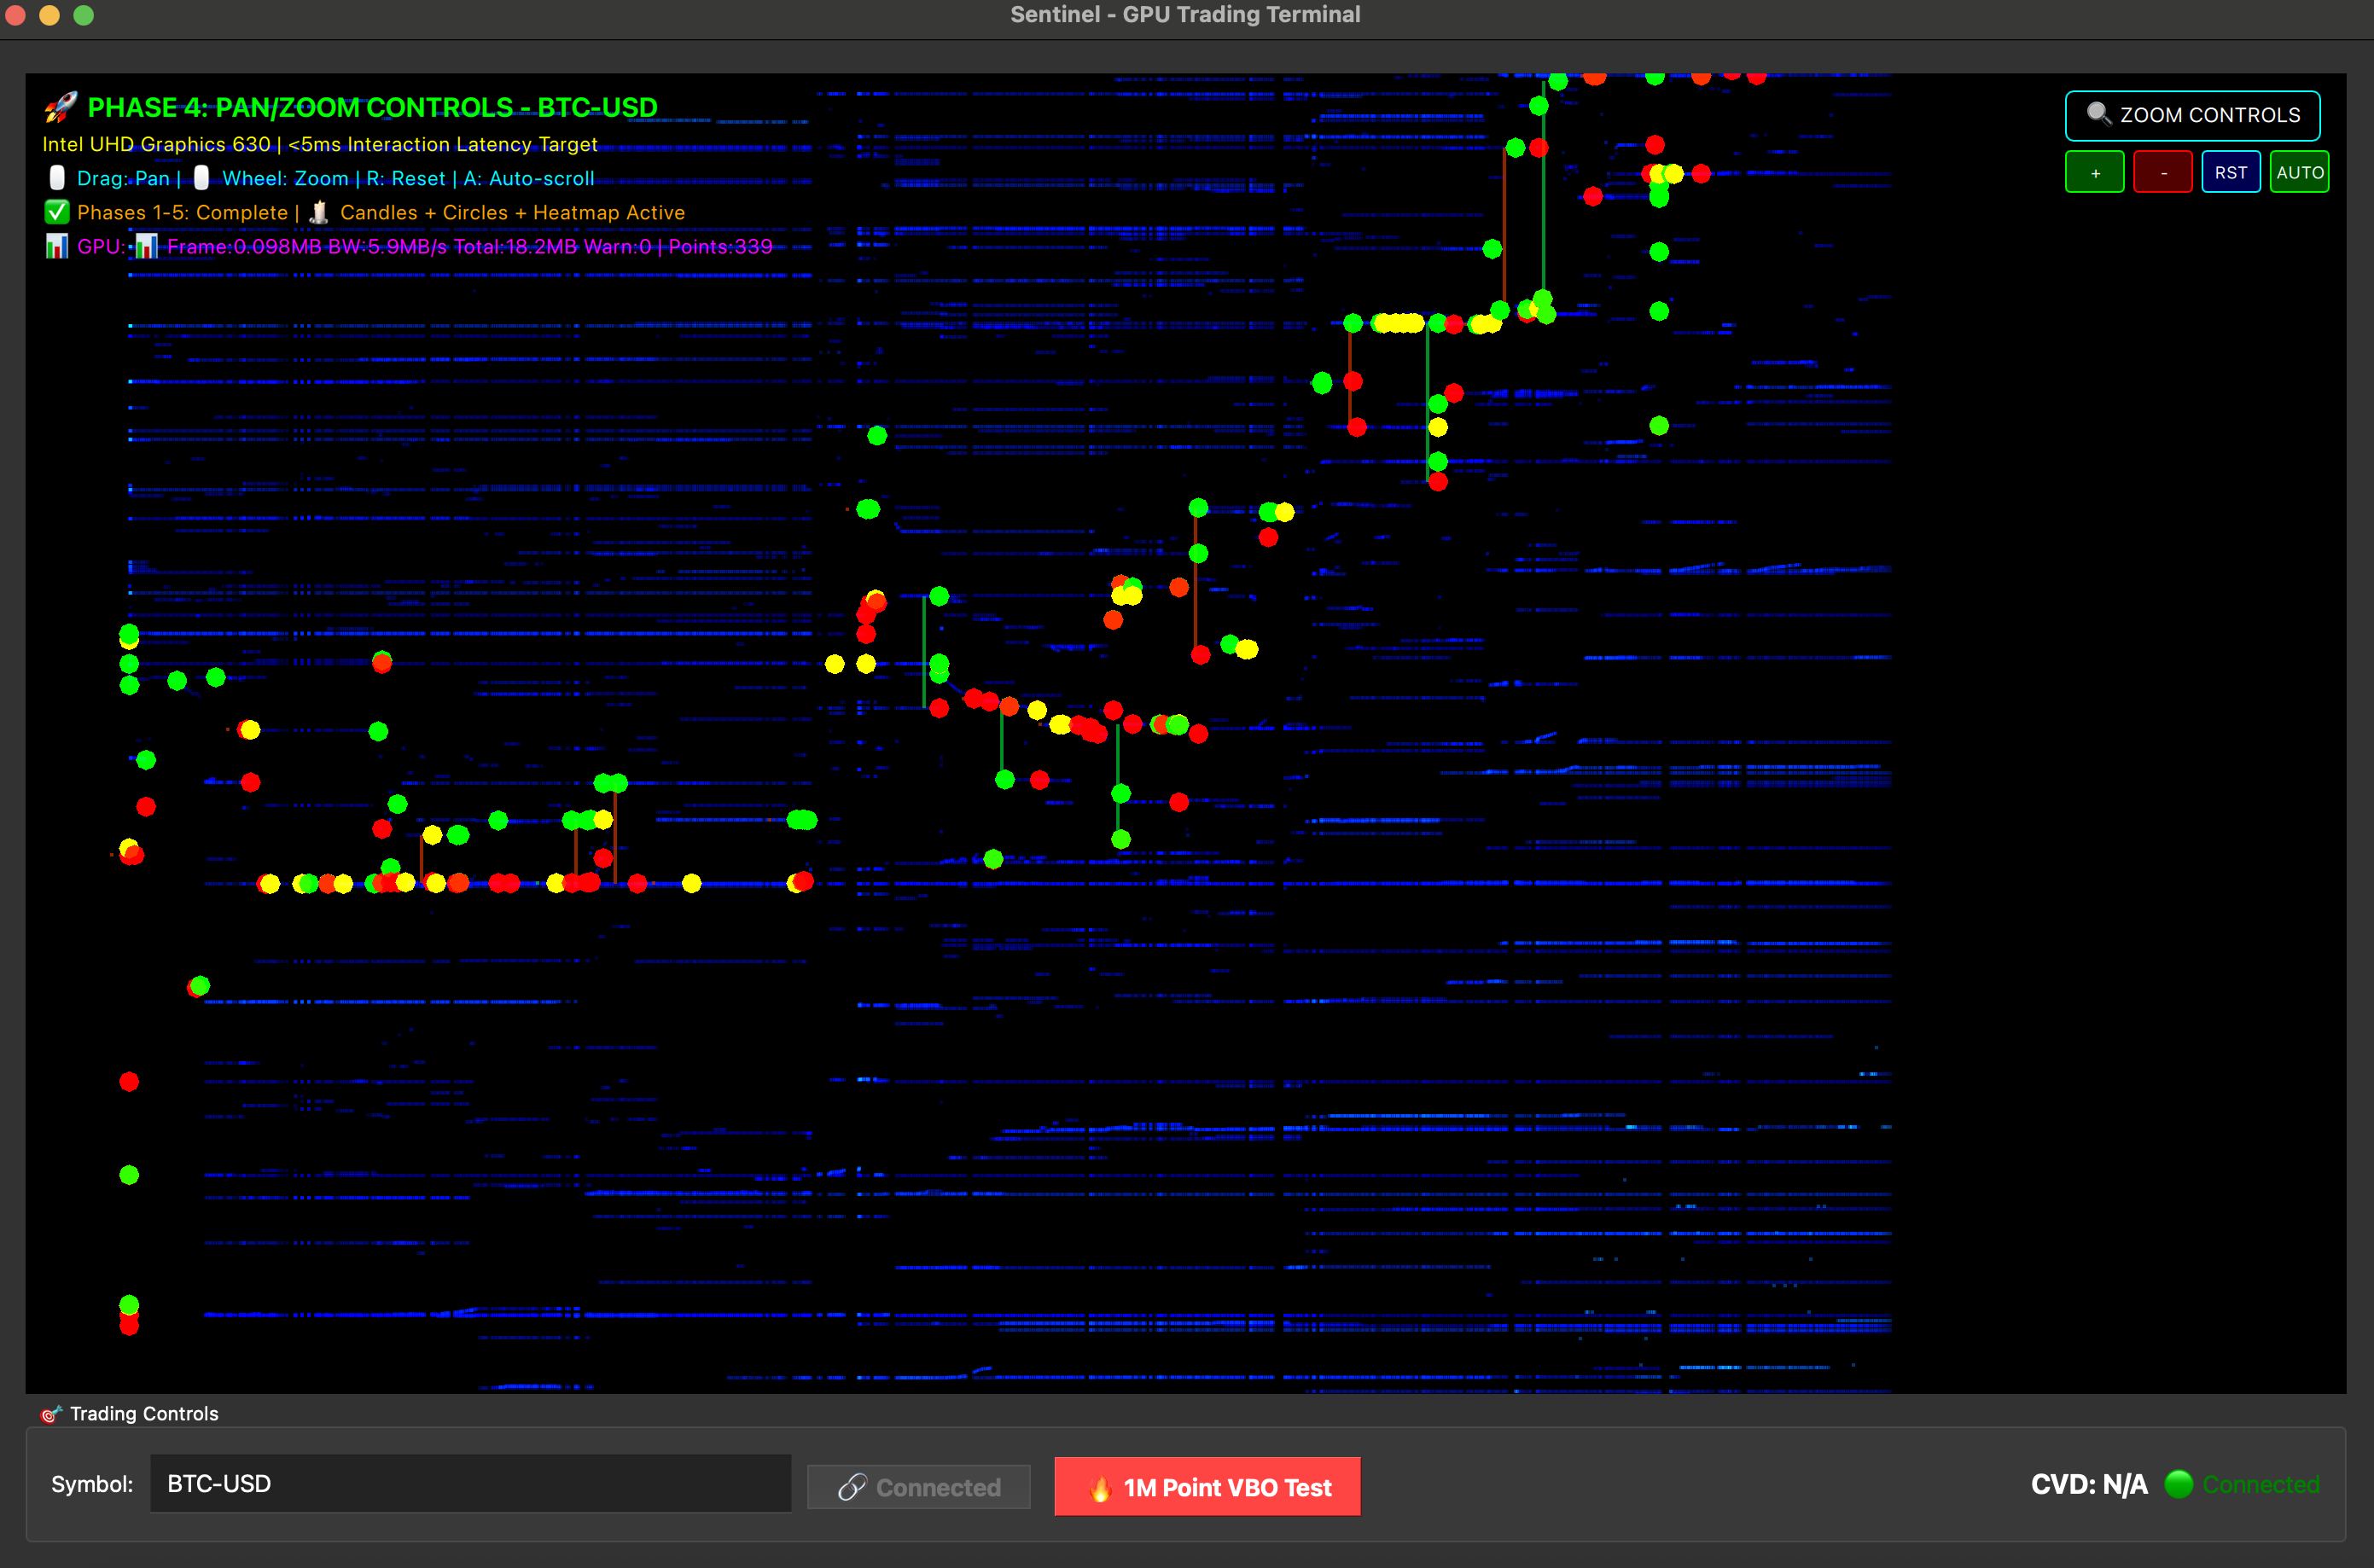 Sentinel - GPU Trading Terminal
🚀 PHASE 4: PAN/ZOOM CONTROLS - BTC-USD
Intel UHD Graphics 630 | <5ms Interaction Latency Target
Drag: Pan | Wheel: Zoom | R: Reset | A: Auto-scroll
✅ Phases 1-5: Complete | 🕯️ Candles + Circles + Heatmap Active
📊 GPU: 📊 Frame:0.098MB BW:5.9MB/s Total:18.2MB Warn:0 | Points:339
🔍 ZOOM CONTROLS
+ - RST AUTO
🎯 Trading Controls
Symbol: BTC-USD 🔗 Connected 🔥 1M Point VBO Test CVD: N/A 🟢 Connected